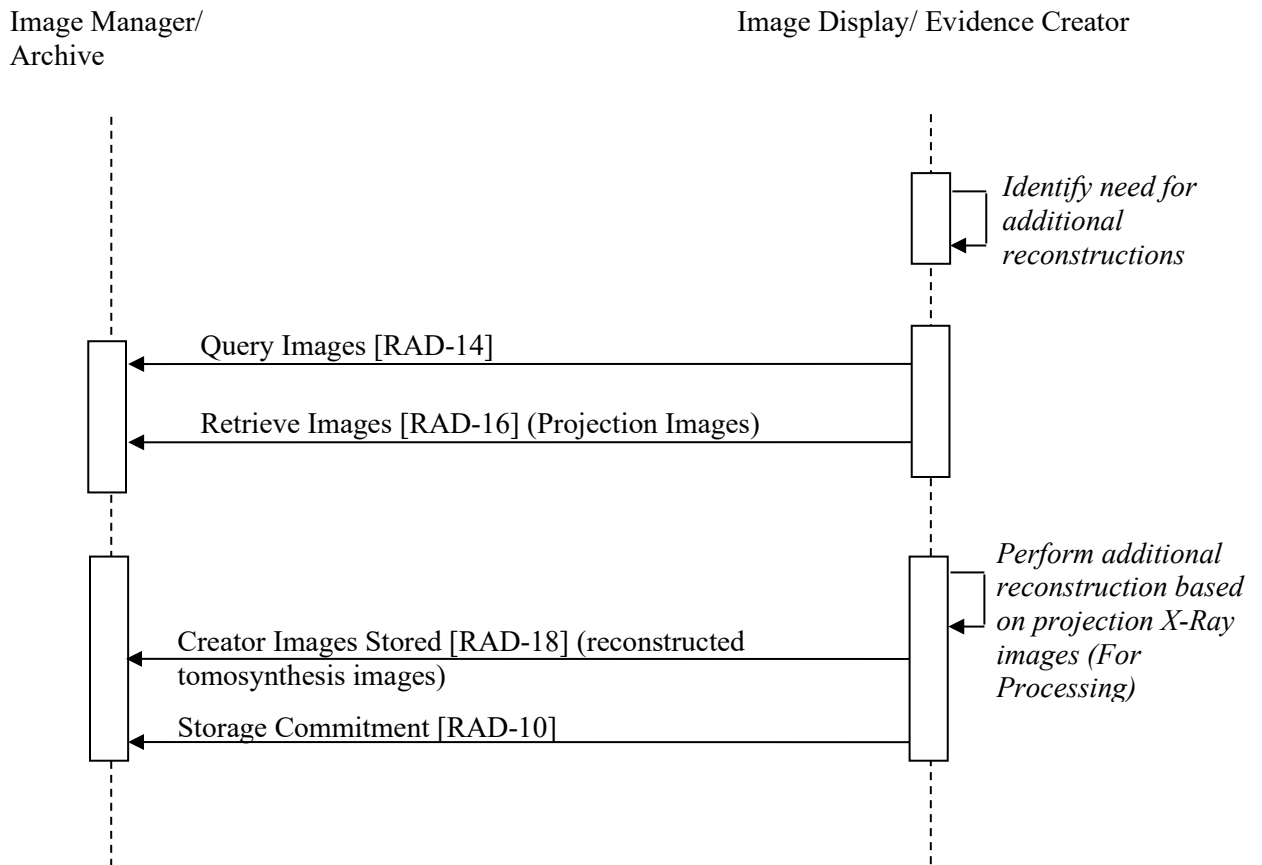 Image Manager/
Archive
Image Display/ Evidence Creator
Identify need for
additional
reconstructions
Query Images [RAD-14]
Retrieve Images [RAD-16] (Projection Images)
Perform additional
reconstruction based
on projection X-Ray
images (For
Processing)
Creator Images Stored [RAD-18] (reconstructed
tomosynthesis images)
Storage Commitment [RAD-10]